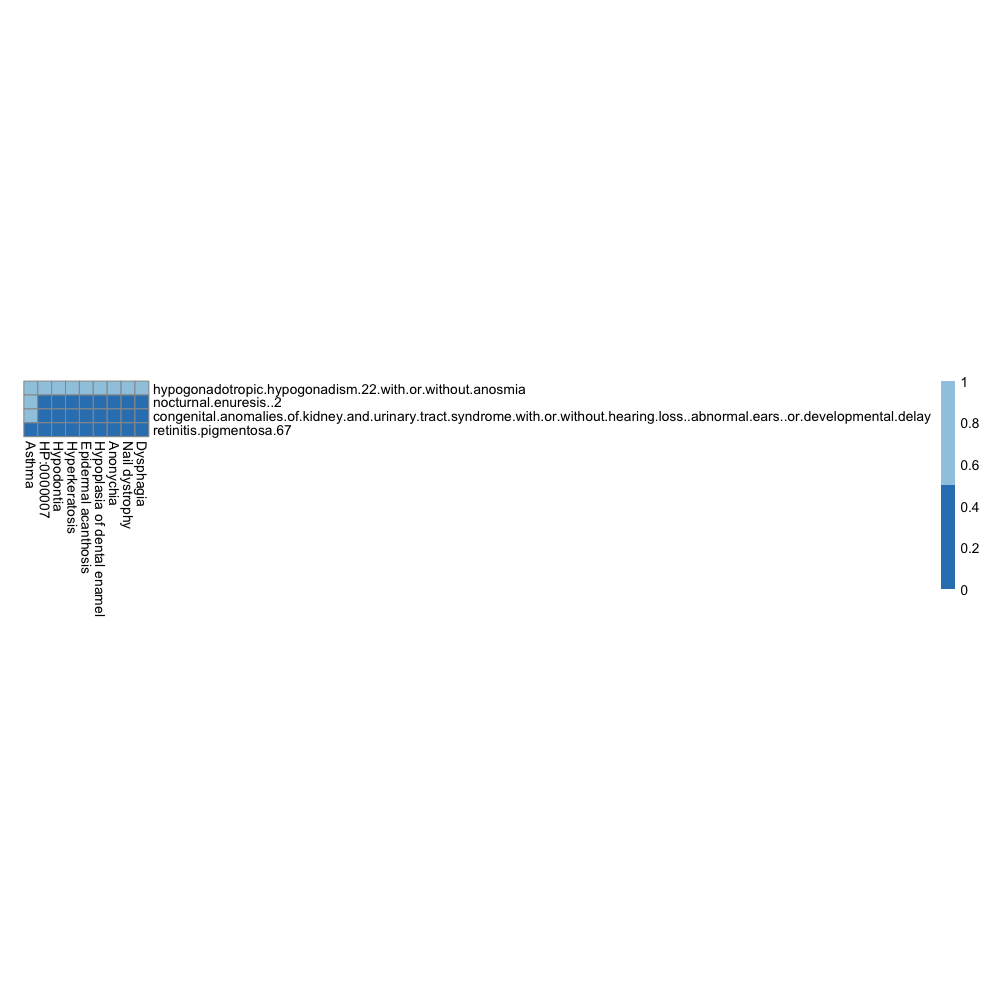 hypogonadotropic.hypogonadism.22.with.or.without.anosmia
nocturnal.enuresis..2
congenital.anomalies.of.kidney.and.urinary.tract.syndrome.with.or.without.hearing.loss..abnormal.ears..or.developmental.delay
retinitis.pigmentosa.67
Asthma
HP:0000007
Hypodontia
Hyperkeratosis
Epidermal acanthosis
Hypoplasia of dental enamel
Anonychia
Nail dystrophy
Dysphagia
1
0.8
0.6
0.4
0.2
0